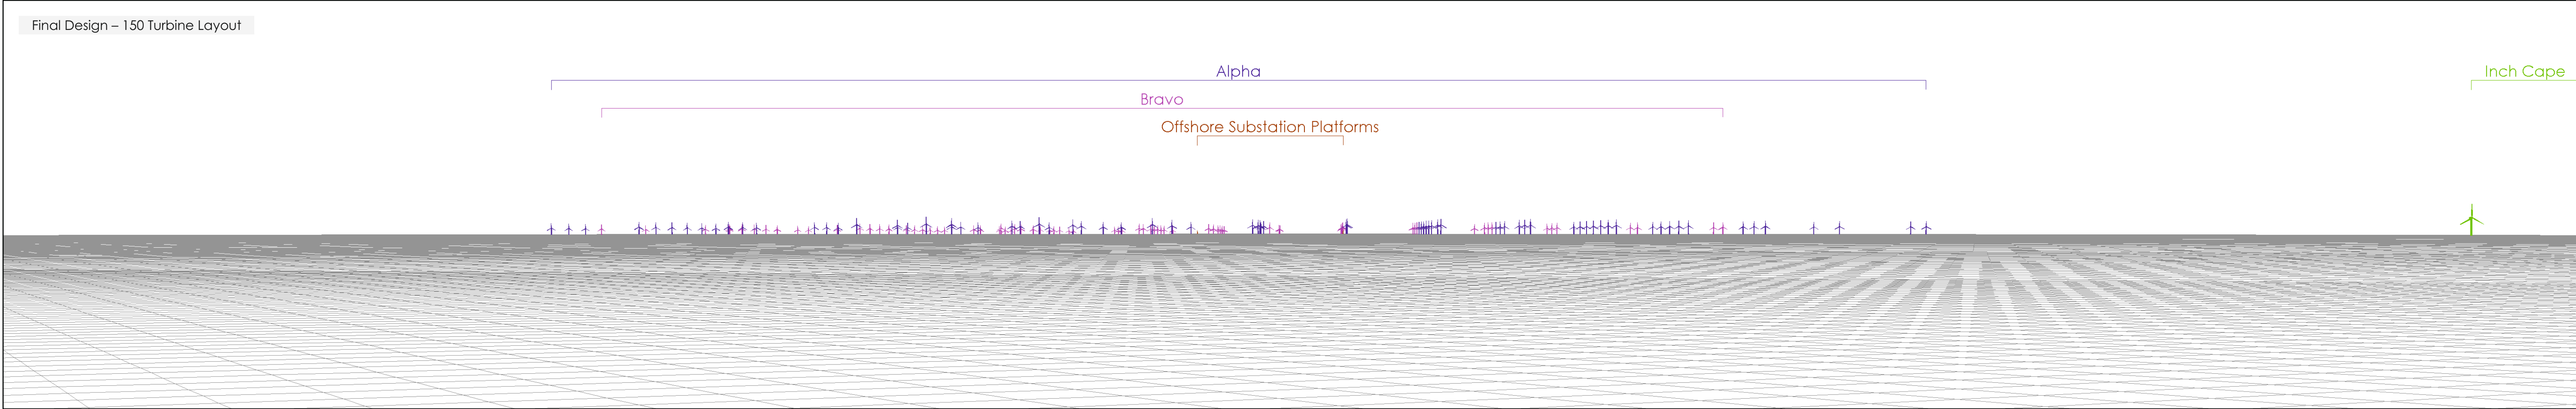 Final Design – 150 Turbine Layout
Alpha
Inch Cape
Bravo
Offshore Substation Platforms